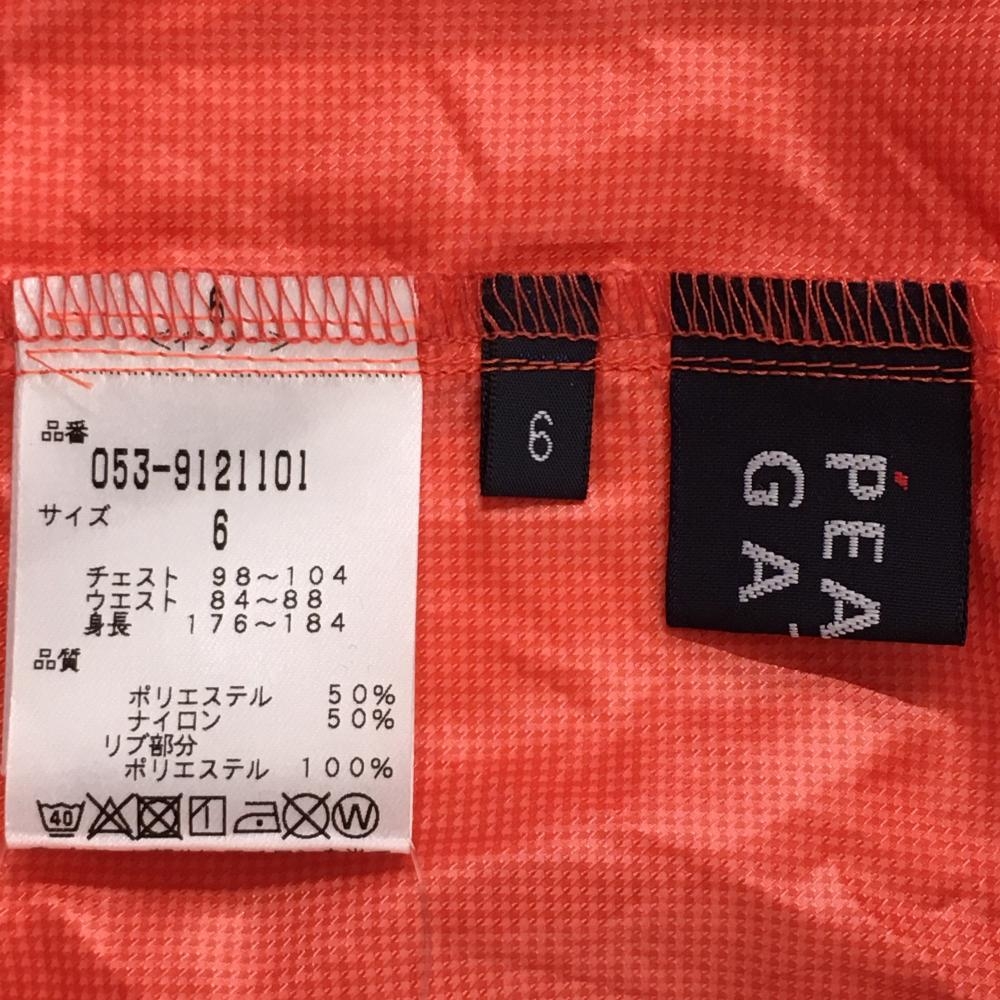 品番
053-9121101
サイズ
6
チェスト 98～104
ウエスト 84～88
身長 176～184
品質
ポリエステル 50%
ナイロン 50%
リブ部分
ポリエステル 100%
40
W
6
PEA
GA